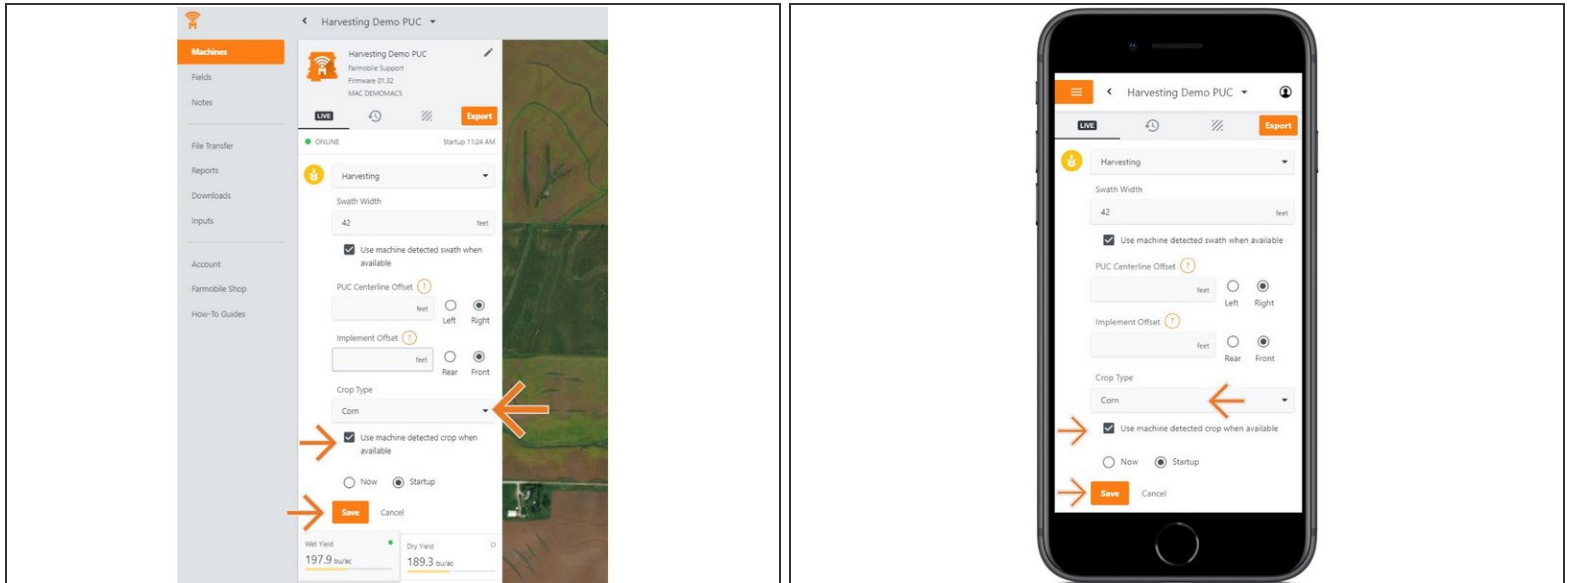 Harvesting Demo PUC
Machines
Fields
Notes
File Transfer
Reports
Downloads
Inputs
Account
Farmobile Shop
How-To Guides
Harvesting Demo PUC
Farmobile Support
Firmware 01.32
MAC DEMOMACS
LIVE
Export
ONLINE
Startup 11:24 AM
Harvesting
Swath Width
42 feet
Use machine detected swath when
available
PUC Centerline Offset ?
feet
Left Right
Implement Offset ?
feet
Rear Front
Crop Type
Corn
Use machine detected crop when
available
Now Startup
Save Cancel
Wet Yield
197.9 bu/ac
Dry Yield
189.3 bu/ac
Harvesting Demo PUC
LIVE
Export
Harvesting
Swath Width
42 feet
Use machine detected swath when available
PUC Centerline Offset ?
feet
Left Right
Implement Offset ?
feet
Rear Front
Crop Type
Corn
Use machine detected crop when available
Now Startup
Save Cancel